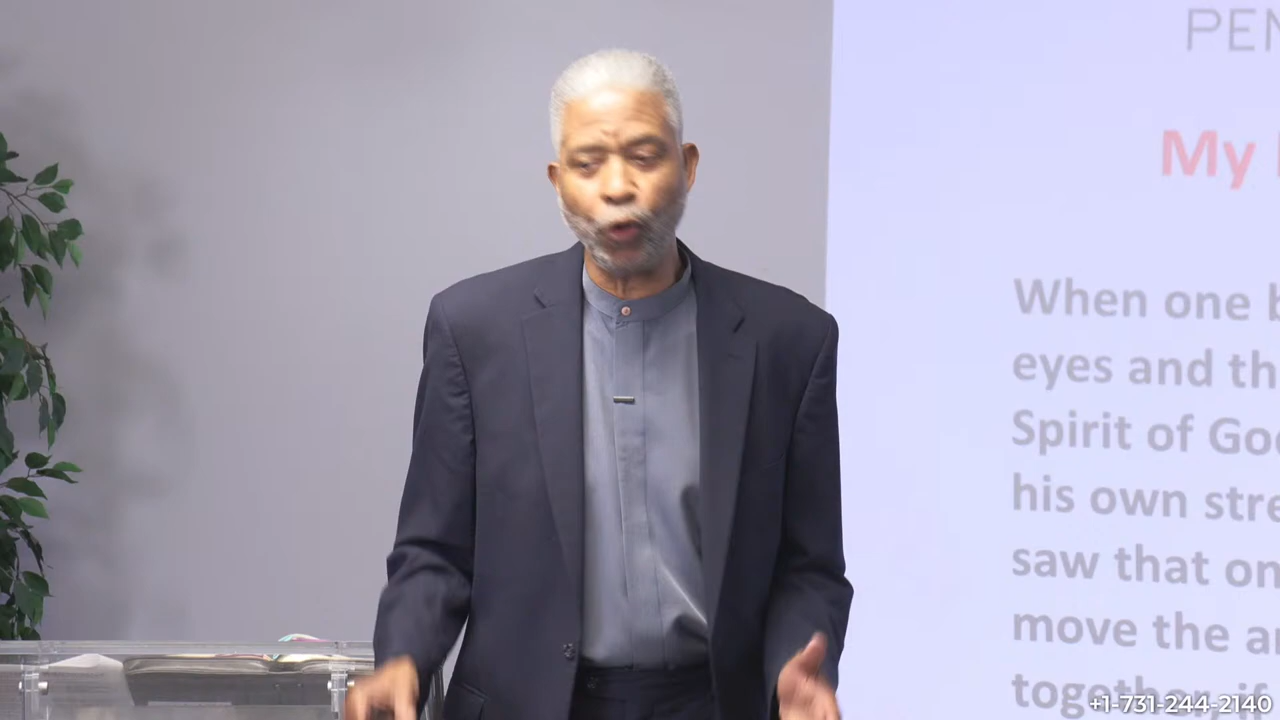 PEN
My
When one b
eyes and th
Spirit of Go
his own stre
saw that on
move the a
together if
+1-731-244-2140